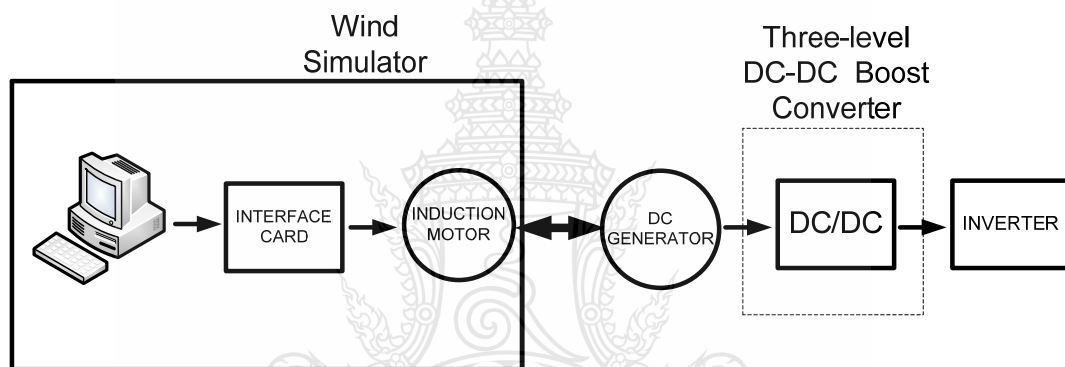 Wind
Simulator
Three-level
DC-DC Boost
Converter
INTERFACE
CARD
INDUCTION
MOTOR
DC
GENERATOR
DC/DC
INVERTER